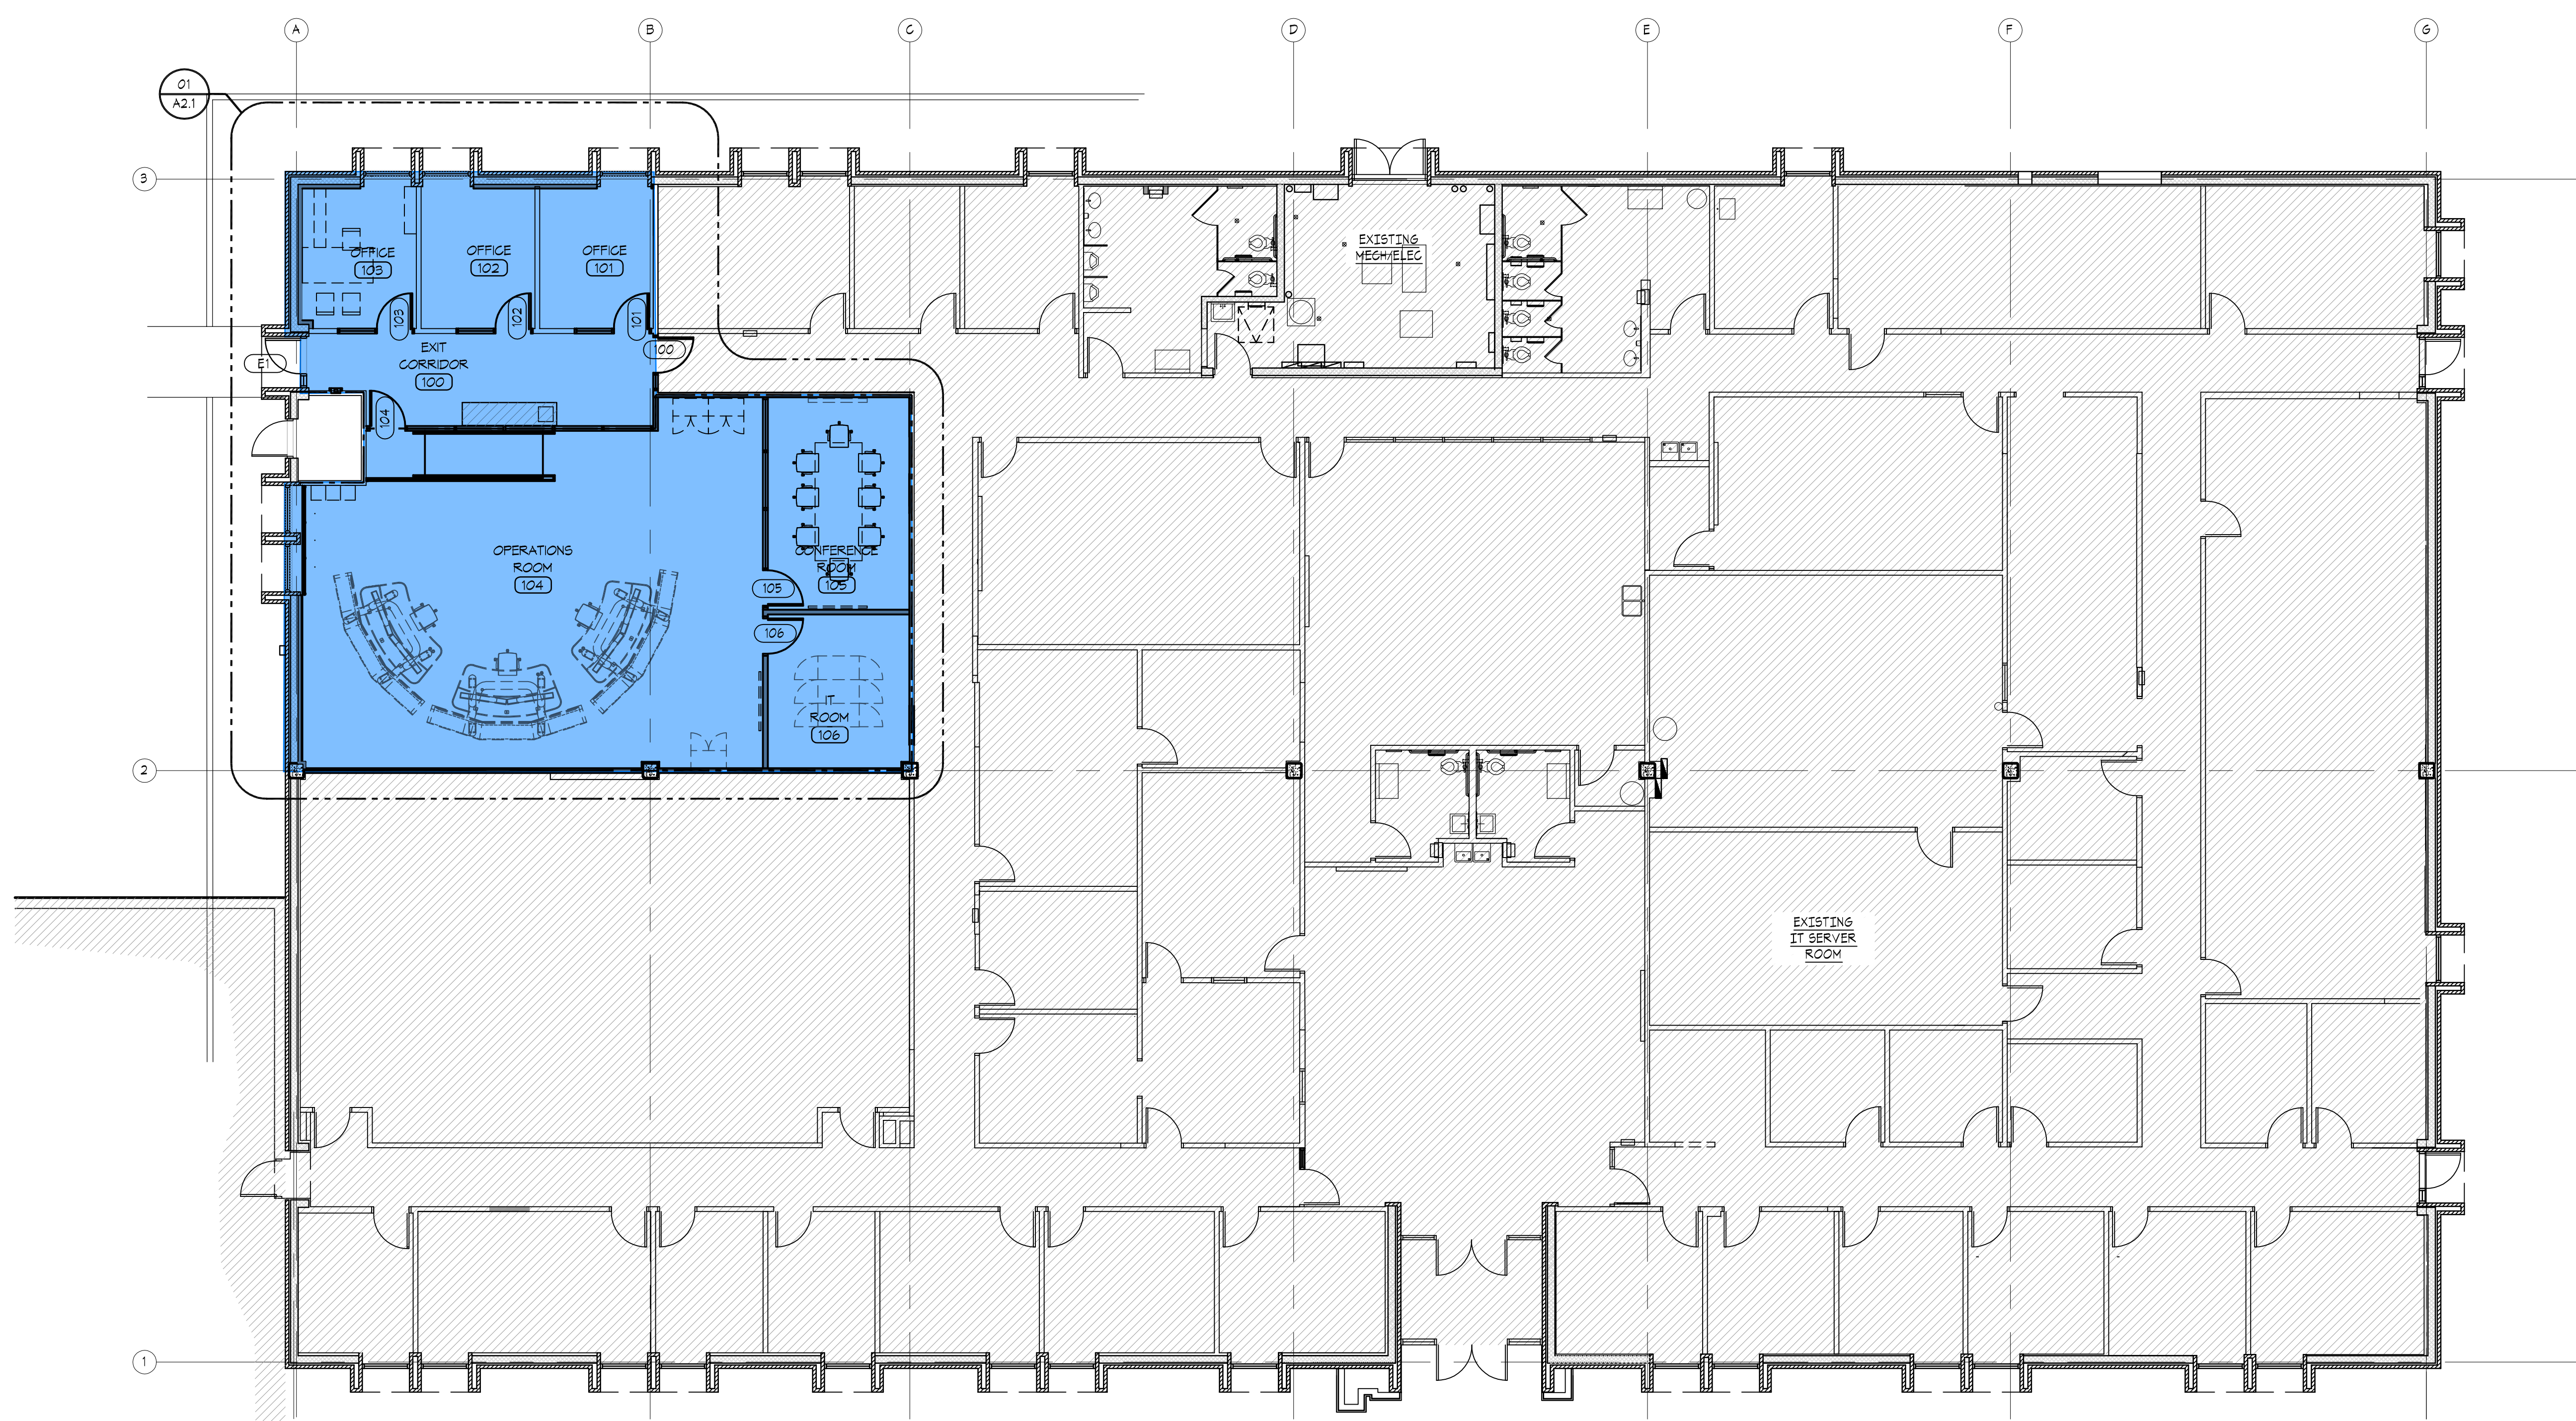 A
B
C
D
E
F
G
01
A2.1
3
OFFICE
103
OFFICE
102
OFFICE
101
EXISTING
MECH/ELEC
103
102
101
100
E1
EXIT
CORRIDOR
100
104
OPERATIONS
ROOM
104
CONFERENCE
ROOM
105
105
106
IT
ROOM
106
2
EXISTING
IT SERVER
ROOM
1